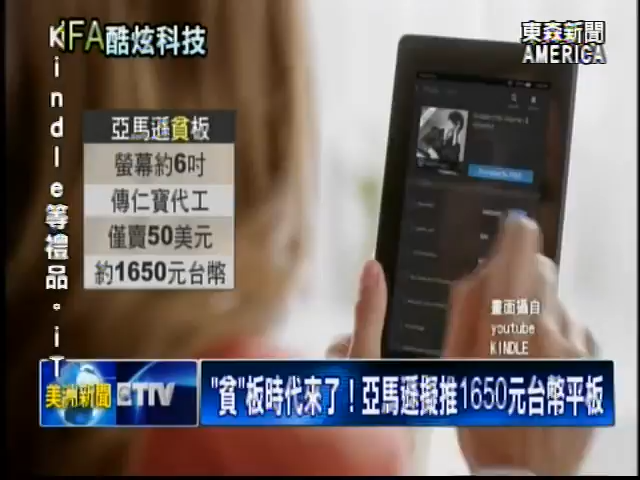 IFA酷炫科技
東森新聞
AMERICA
Kindle等禮品．iT
亞馬遜貧板
螢幕約6吋
傳仁寶代工
僅賣50美元
約1650元台幣
畫面攝自
youtube
KINDLE
美洲新聞 ETTV
"貧"板時代來了！亞馬遜擬推1650元台幣平板